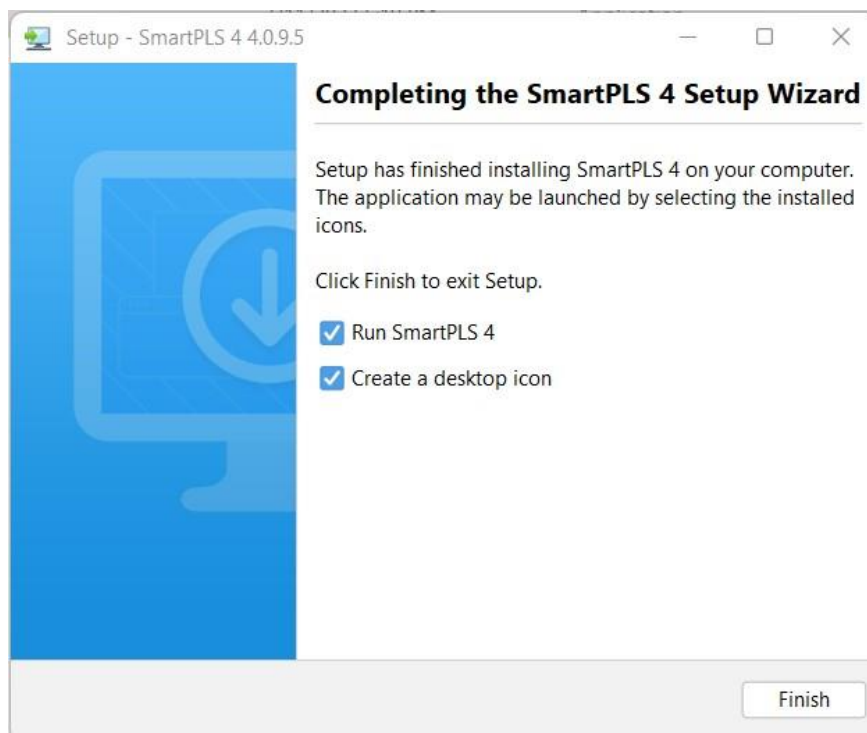 Setup - SmartPLS 4 4.0.9.5
Completing the SmartPLS 4 Setup Wizard
Setup has finished installing SmartPLS 4 on your computer.
The application may be launched by selecting the installed
icons.
Click Finish to exit Setup.
Run SmartPLS 4
Create a desktop icon
Finish